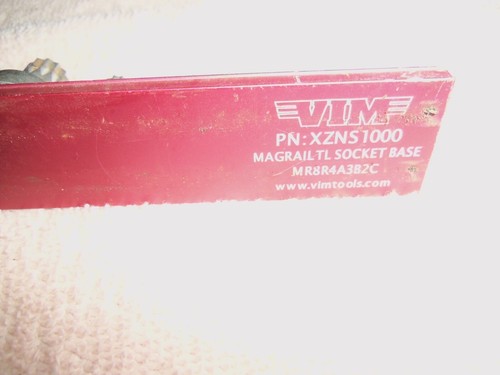 VIM
PN: XZNS1000
MAGRAIL TL SOCKET BASE
MR8R4A3B2C
www.vimtools.com